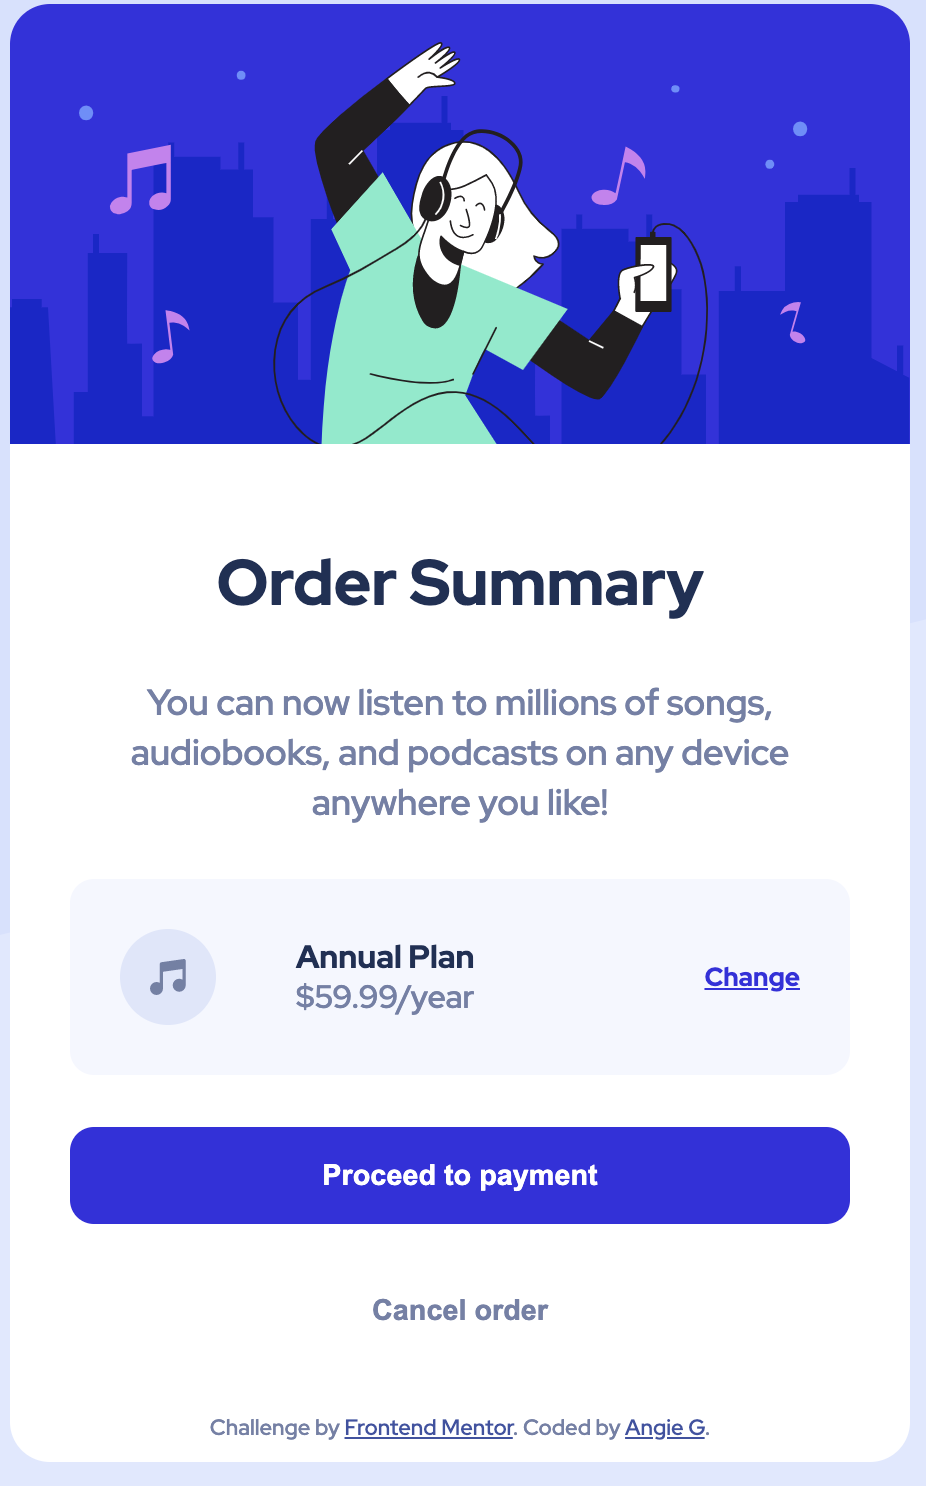 Order Summary
You can now listen to millions of songs,
audiobooks, and podcasts on any device
anywhere you like!
Annual Plan
$59.99/year
Change
Proceed to payment
Cancel order
Challenge by Frontend Mentor. Coded by Angie G.